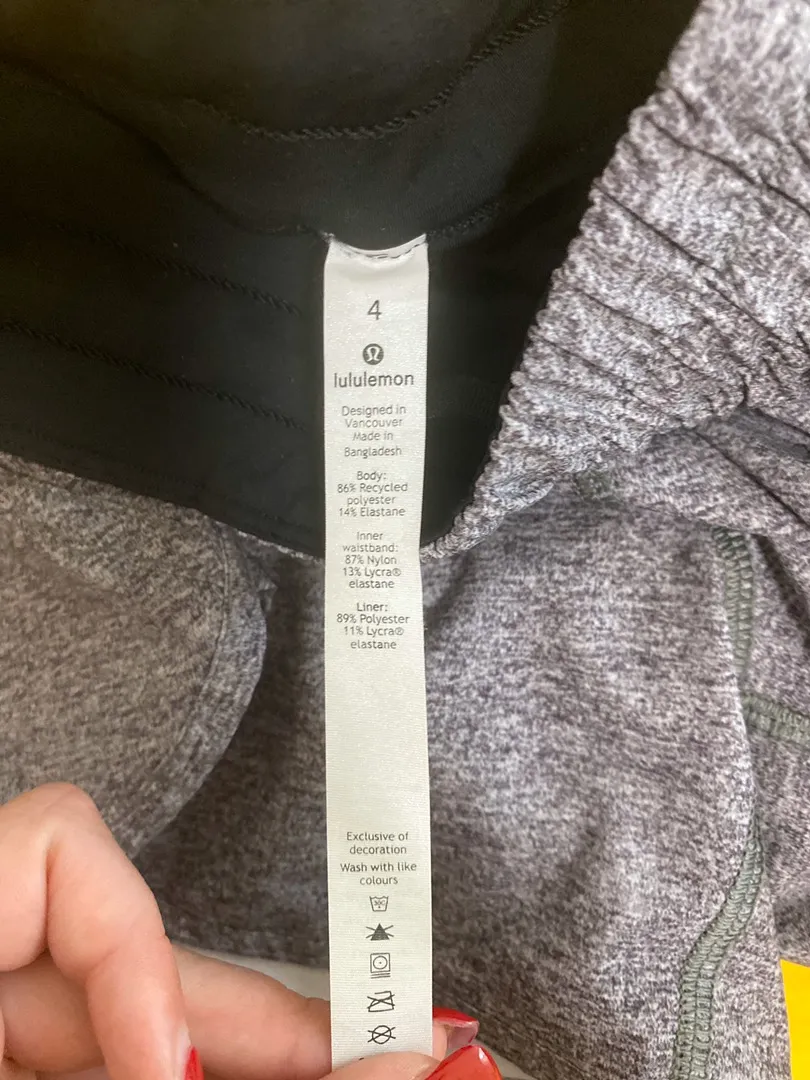 4
lululemon
Designed in
Vancouver
Made in
Bangladesh
Body:
86% Recycled
polyester
14% Elastane
Inner
waistband:
87% Nylon
13% Lycra®
elastane
Liner:
89% Polyester
11% Lycra®
elastane
Exclusive of
decoration
Wash with like
colours